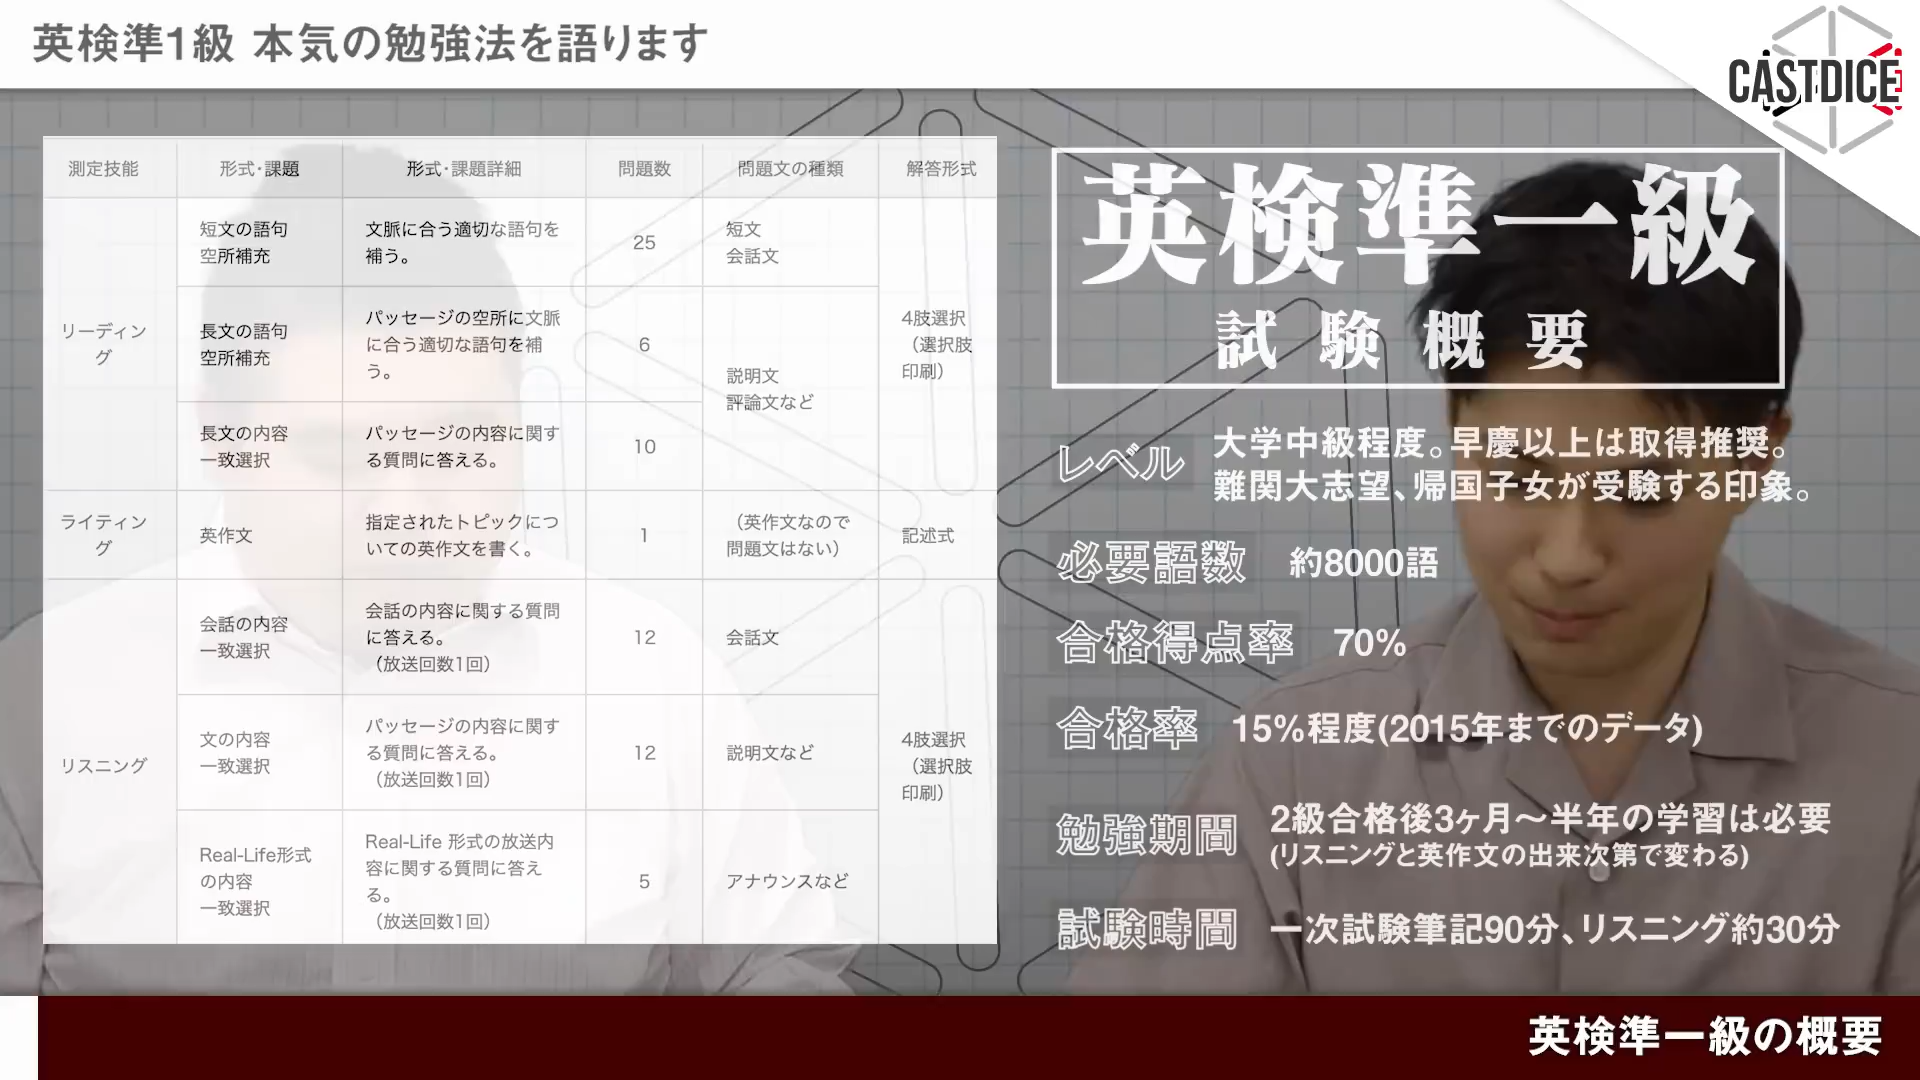 英検準1級 本気の勉強法を語ります
CASTDICE
測定技能 形式・課題 形式・課題詳細 問題数 問題文の種類 解答形式
リーディン
グ
短文の語句
空所補充
文脈に合う適切な語句を
補う。
25
短文
会話文
長文の語句
空所補充
パッセージの空所に文脈
に合う適切な語句を補
う。
6
説明文
評論文など
4肢選択
（選択肢
印刷）
長文の内容
一致選択
パッセージの内容に関す
る質問に答える。
10
ライティン
グ
英作文
指定されたトピックにつ
いての英作文を書く。
1
（英作文なので
問題文はない）
記述式
リスニング
会話の内容
一致選択
会話の内容に関する質問
に答える。
（放送回数1回）
12
会話文
文の内容
一致選択
パッセージの内容に関す
る質問に答える。
（放送回数1回）
12
説明文など
4肢選択
（選択肢
印刷）
Real-Life形式
の内容
一致選択
Real-Life 形式の放送内
容に関する質問に答え
る。
（放送回数1回）
5
アナウンスなど
英検準一級
試験概要
レベル
大学中級程度。早慶以上は取得推奨。
難関大志望、帰国子女が受験する印象。
必要語数 約8000語
合格得点率 70%
合格率 15%程度(2015年までのデータ)
勉強期間
2級合格後3ヶ月～半年の学習は必要
(リスニングと英作文の出来次第で変わる)
試験時間 一次試験筆記90分、リスニング約30分
英検準一級の概要